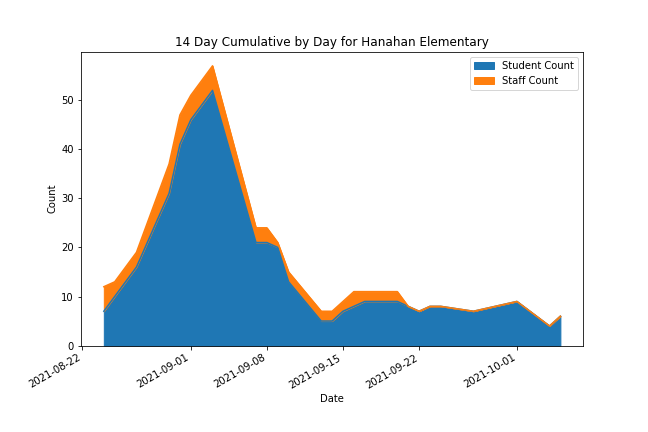 14 Day Cumulative by Day for Hanahan Elementary
Student Count
Staff Count
50
40
30
20
10
0
Count
2021-08-22
2021-09-01
2021-09-08
2021-09-15
2021-09-22
2021-10-01
Date